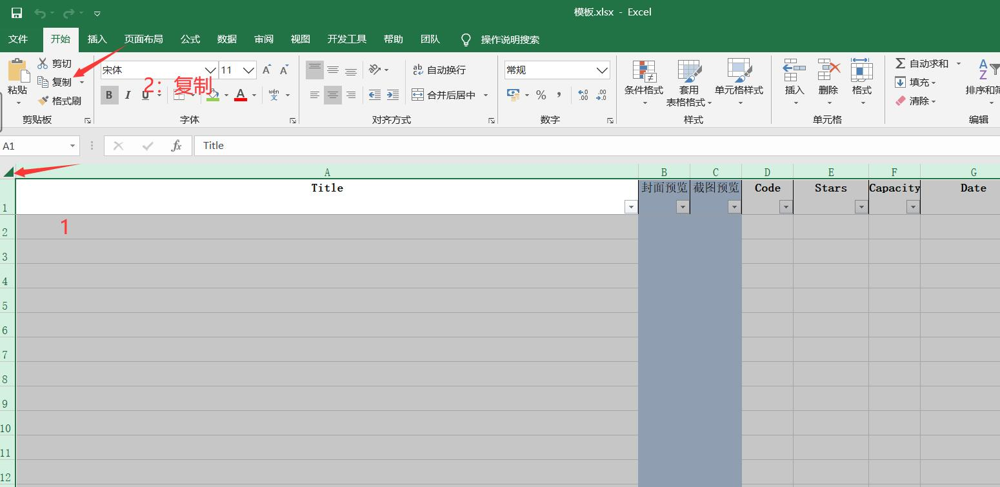 模板.xlsx - Excel
文件 开始 插入 页面布局 公式 数据 审阅 视图 开发工具 帮助 团队 操作说明搜索
粘贴
剪切
复制
格式刷
剪贴板
宋体 11
2：复制
B I U wén 文
字体
ab 自动换行
合并后居中
对齐方式
常规
% ,
数字
条件格式
套用
表格格式
单元格样式
样式
插入
删除
格式
单元格
自动求和
填充
清除
排序和
编辑
A1 fx Title
A B C D E F G
1 Title 封面预览 截图预览 Code Stars Capacity Date
1
2
3
4
5
6
7
8
9
10
11
12